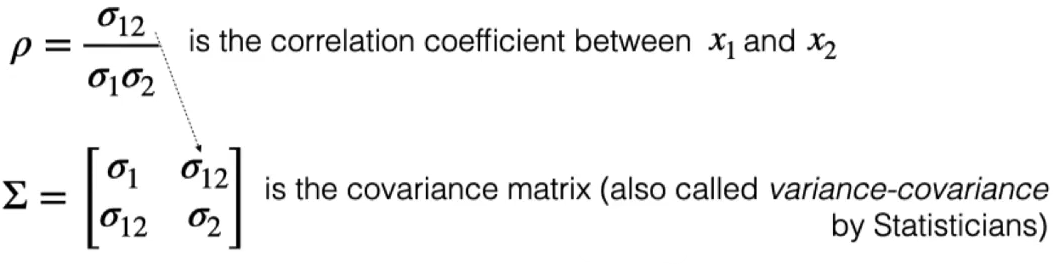 ρ = σ₁₂ / σ₁σ₂ is the correlation coefficient between x₁ and x₂
Σ = [σ₁ σ₁₂; σ₁₂ σ₂] is the covariance matrix (also called variance-covariance
by Statisticians)